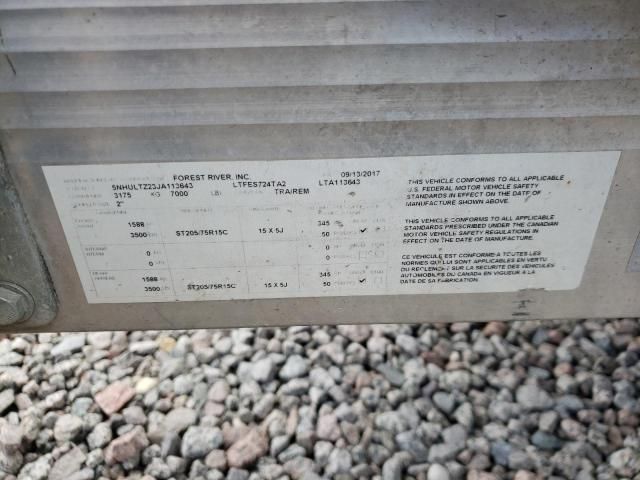 FOREST RIVER, INC. 09/13/2017
5NHULTZ23JA113643 LTFES724TA2 LTA113643
3175 KG 7000 LB TRA/REM
2"
1588 345
3500 ST205/75R15C 15 X 5J 50
0 0
0 0
1588 345
3500 ST205/75R15C 15 X 5J 50
THIS VEHICLE CONFORMS TO ALL APPLICABLE
U.S. FEDERAL MOTOR VEHICLE SAFETY
STANDARDS IN EFFECT ON THE DATE OF
MANUFACTURE SHOWN ABOVE.
THIS VEHICLE CONFORMS TO ALL APPLICABLE
STANDARDS PRESCRIBED UNDER THE CANADIAN
MOTOR VEHICLE SAFETY REGULATIONS IN
EFFECT ON THE DATE OF MANUFACTURE.
CE VEHICULE EST CONFORME A TOUTES LES
NORMES QUI LUI SONT APPLICABLES EN VERTU
DU REGLEMENT SUR LA SECURITE DES VEHICULES
AUTOMOBILES DU CANADA EN VIGUEUR A LA
DATE DE SA FABRICATION.